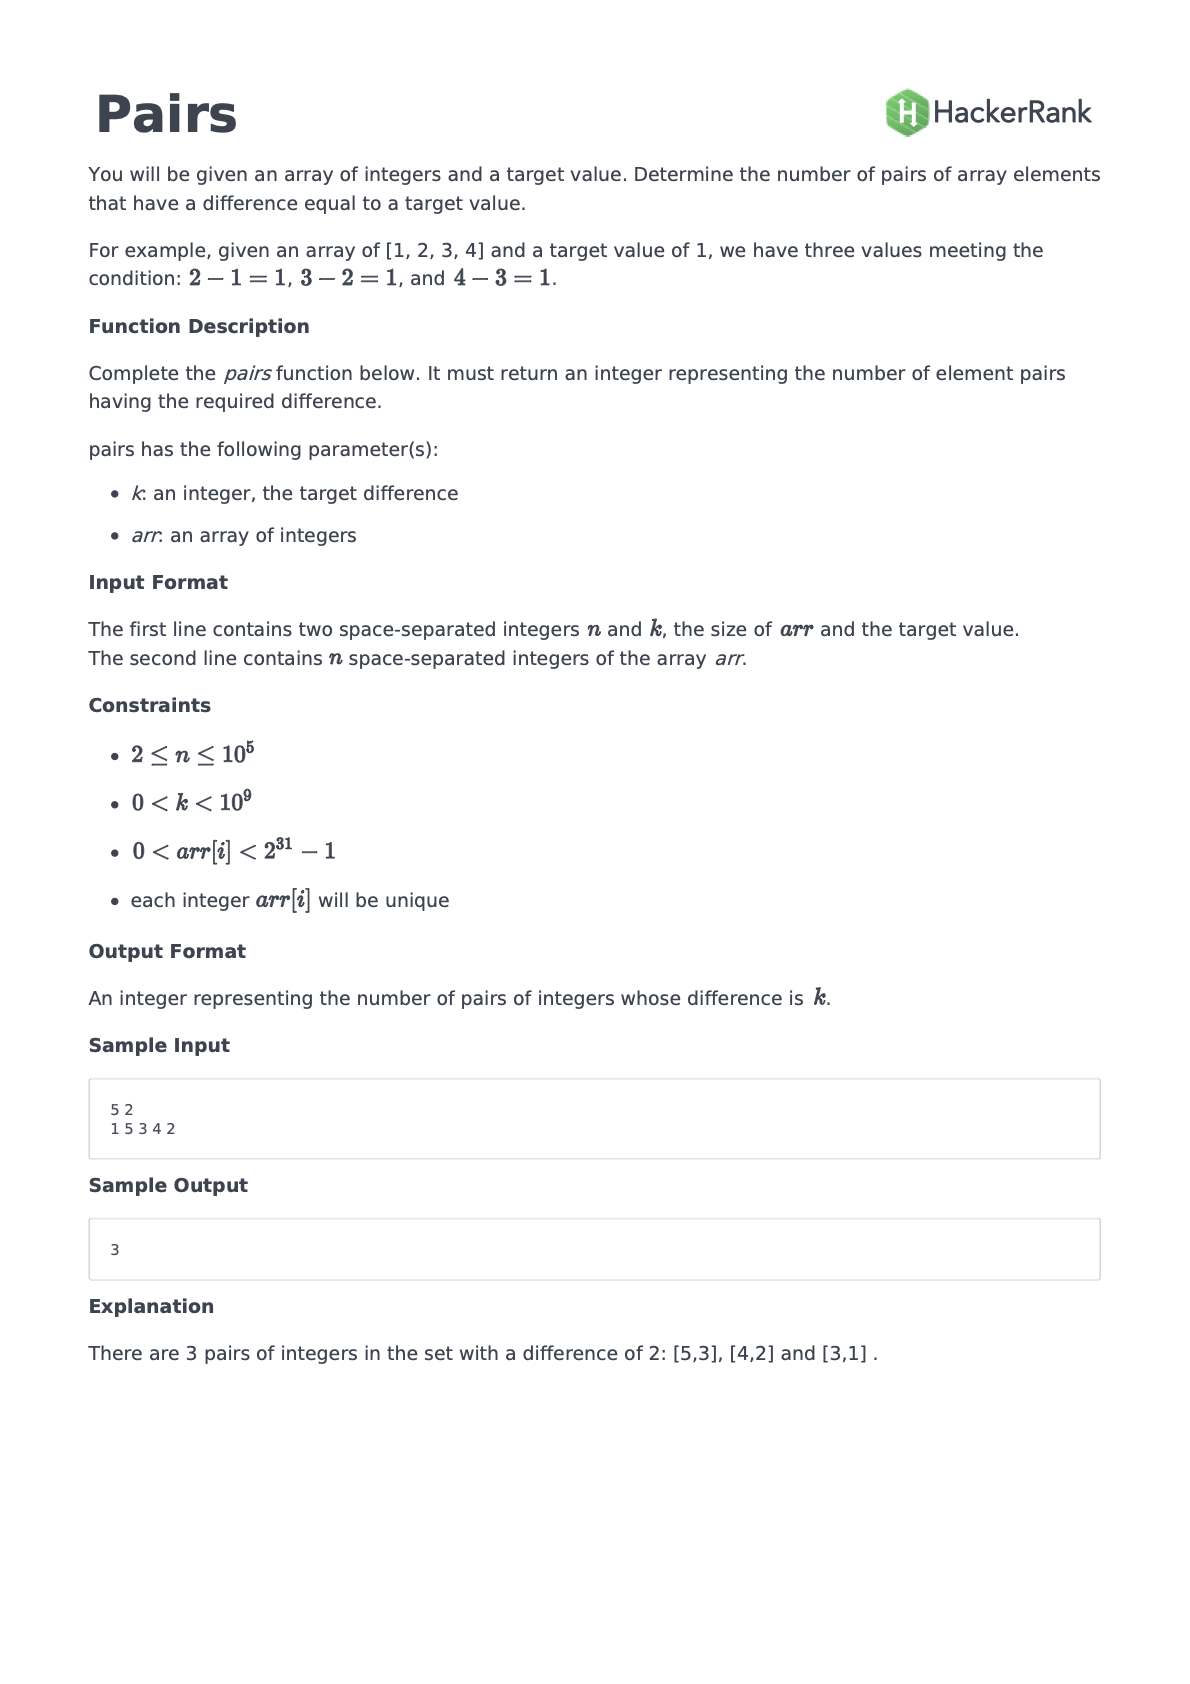 Pairs
HackerRank
You will be given an array of integers and a target value. Determine the number of pairs of array elements
that have a difference equal to a target value.
For example, given an array of [1, 2, 3, 4] and a target value of 1, we have three values meeting the
condition: 2 − 1 = 1, 3 − 2 = 1, and 4 − 3 = 1.
Function Description
Complete the pairs function below. It must return an integer representing the number of element pairs
having the required difference.
pairs has the following parameter(s):
• k: an integer, the target difference
• arr: an array of integers
Input Format
The first line contains two space-separated integers n and k, the size of arr and the target value.
The second line contains n space-separated integers of the array arr.
Constraints
• 2 ≤ n ≤ 10⁵
• 0 < k < 10⁹
• 0 < arr[i] < 2³¹ − 1
• each integer arr[i] will be unique
Output Format
An integer representing the number of pairs of integers whose difference is k.
Sample Input
5 2
1 5 3 4 2
Sample Output
3
Explanation
There are 3 pairs of integers in the set with a difference of 2: [5,3], [4,2] and [3,1] .